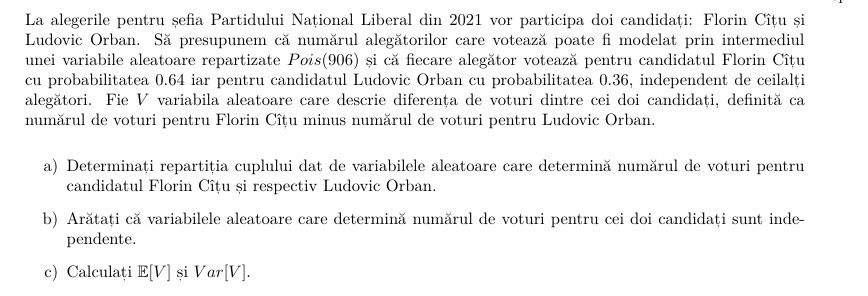 La alegerile pentru șefia Partidului Național Liberal din 2021 vor participa doi candidați: Florin Cîțu și
Ludovic Orban. Să presupunem că numărul alegătorilor care votează poate fi modelat prin intermediul
unei variabile aleatoare repartizate Pois(906) și că fiecare alegător votează pentru candidatul Florin Cîțu
cu probabilitatea 0.64 iar pentru candidatul Ludovic Orban cu probabilitatea 0.36, independent de ceilalți
alegători. Fie V variabila aleatoare care descrie diferența de voturi dintre cei doi candidați, definită ca
numărul de voturi pentru Florin Cîțu minus numărul de voturi pentru Ludovic Orban.
a) Determinați repartiția cuplului dat de variabilele aleatoare care determină numărul de voturi pentru
candidatul Florin Cîțu și respectiv Ludovic Orban.
b) Arătați că variabilele aleatoare care determină numărul de voturi pentru cei doi candidați sunt inde-
pendente.
c) Calculați 𝔼[V] și Var[V].